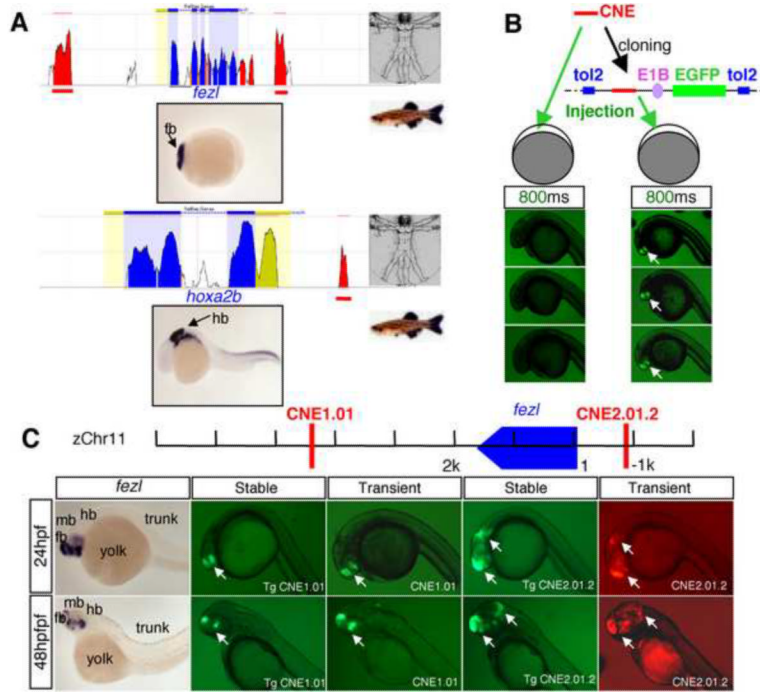 A
fezl
fb
hoxa2b
hb
B
CNE
cloning
tol2 E1B EGFP tol2
Injection
800ms 800ms
C
zChr11 CNE1.01 fezl CNE2.01.2
2k 1 -1k
fezl Stable Transient Stable Transient
24hpf
mb hb trunk
fb
yolk
Tg CNE1.01 CNE1.01 Tg CNE2.01.2 CNE2.01.2
48hpfpf
mb hb
fb trunk
yolk
Tg CNE1.01 CNE1.01 Tg CNE2.01.2 CNE2.01.2